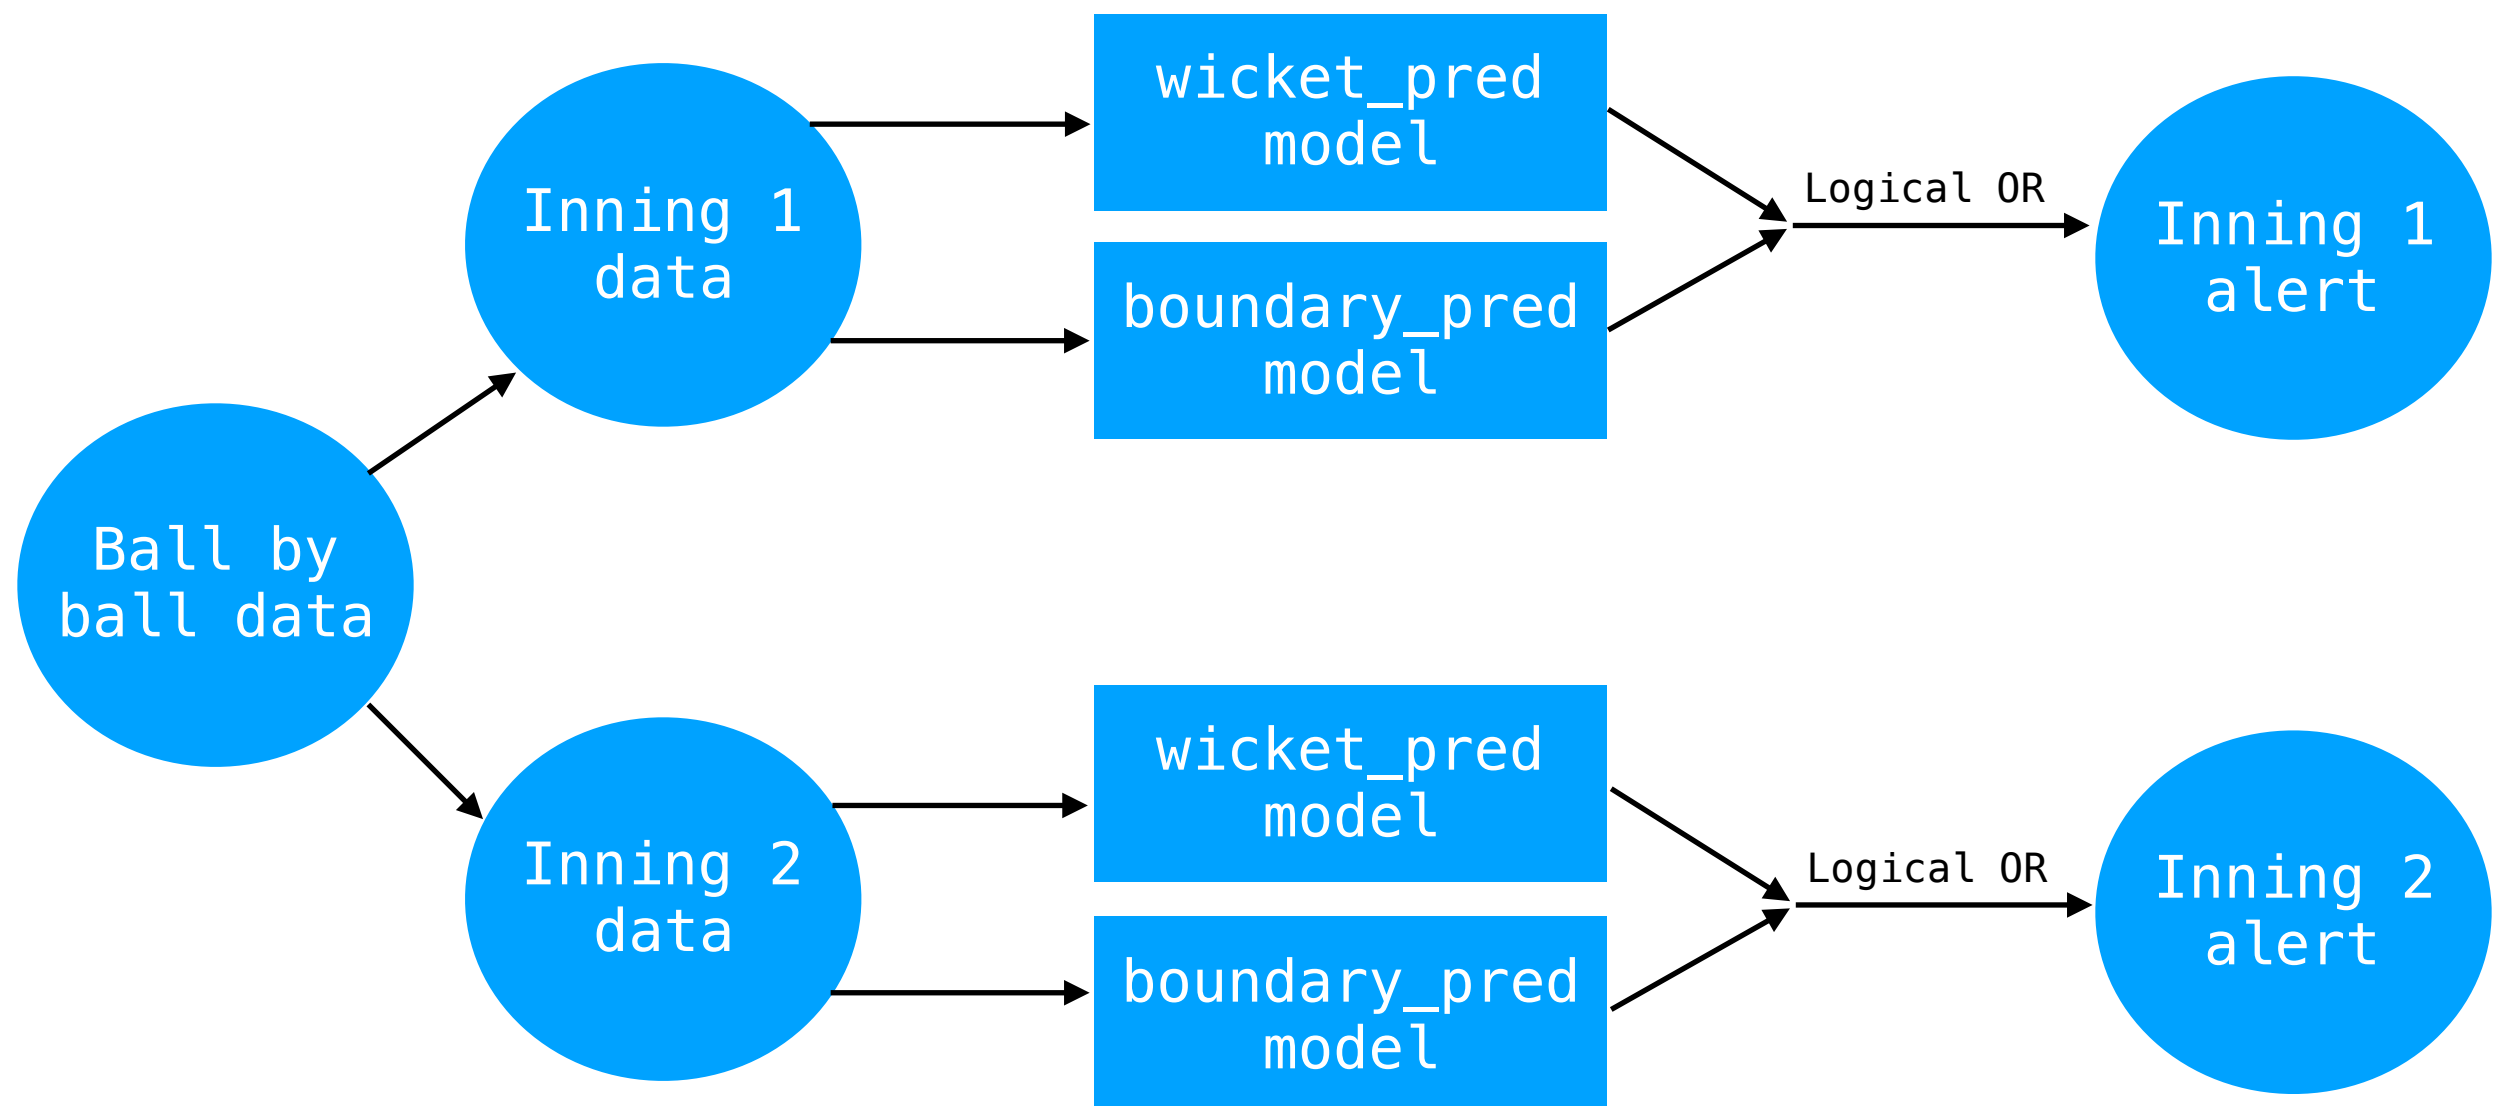 Ball by
ball data
Inning 1
data
wicket_pred
model
boundary_pred
model
Logical OR
Inning 1
alert
Inning 2
data
wicket_pred
model
boundary_pred
model
Logical OR
Inning 2
alert